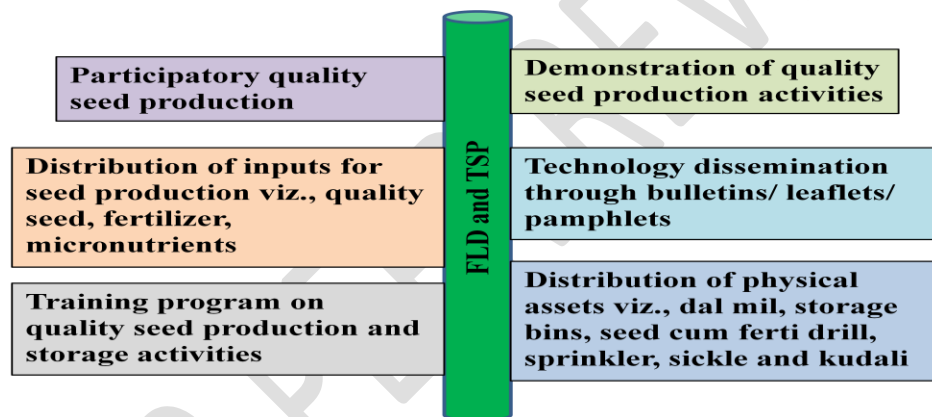 Participatory quality
seed production
Distribution of inputs for
seed production viz., quality
seed, fertilizer,
micronutrients
Training program on
quality seed production and
storage activities
FLD and TSP
Demonstration of quality
seed production activities
Technology dissemination
through bulletins/ leaflets/
pamphlets
Distribution of physical
assets viz., dal mil, storage
bins, seed cum ferti drill,
sprinkler, sickle and kudali